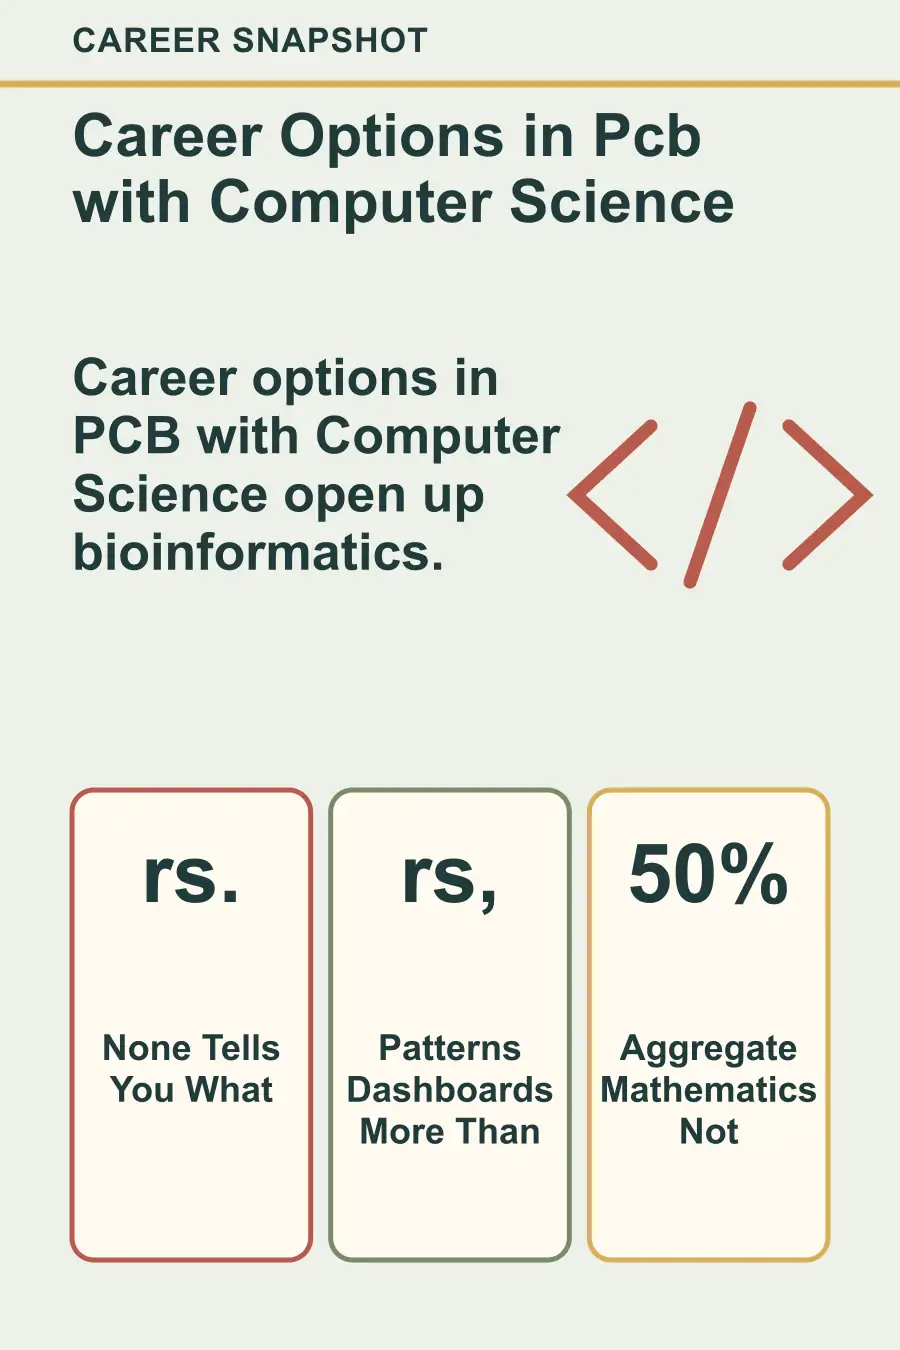 CAREER SNAPSHOT
Career Options in Pcb
with Computer Science
Career options in
PCB with Computer
Science open up
bioinformatics.
rs.
None Tells
You What
rs,
Patterns
Dashboards
More Than
50%
Aggregate
Mathematics
Not